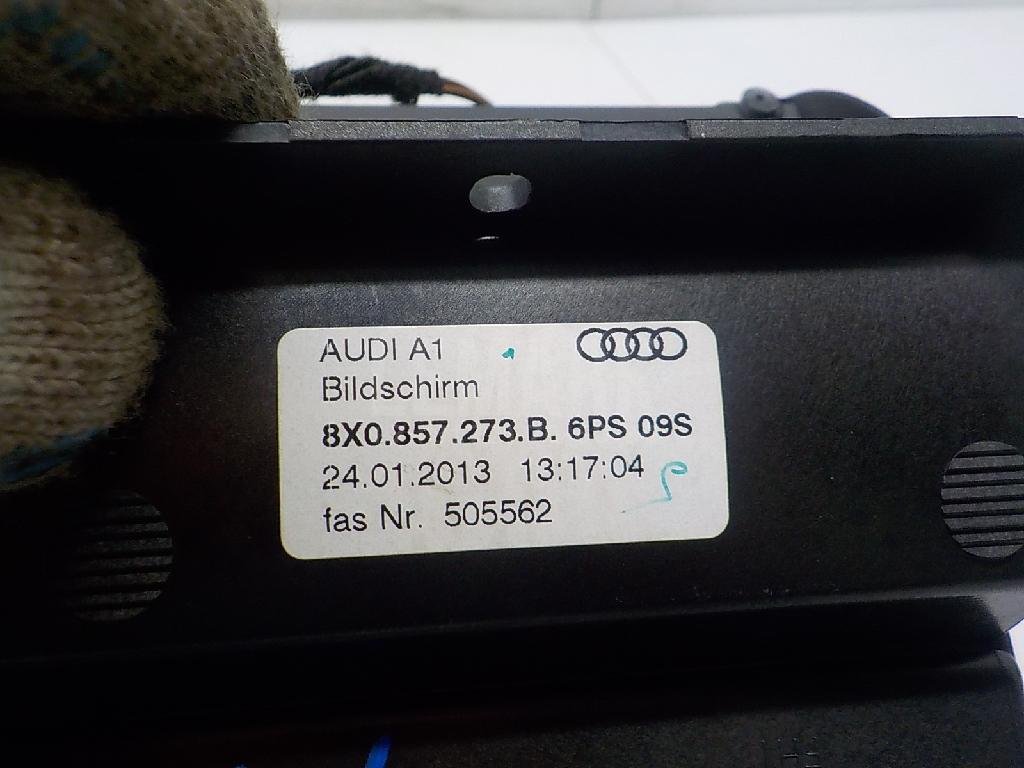 AUDI A1
Bildschirm
8X0.857.273.B. 6PS 09S
24.01.2013 13:17:04
fas Nr. 505562